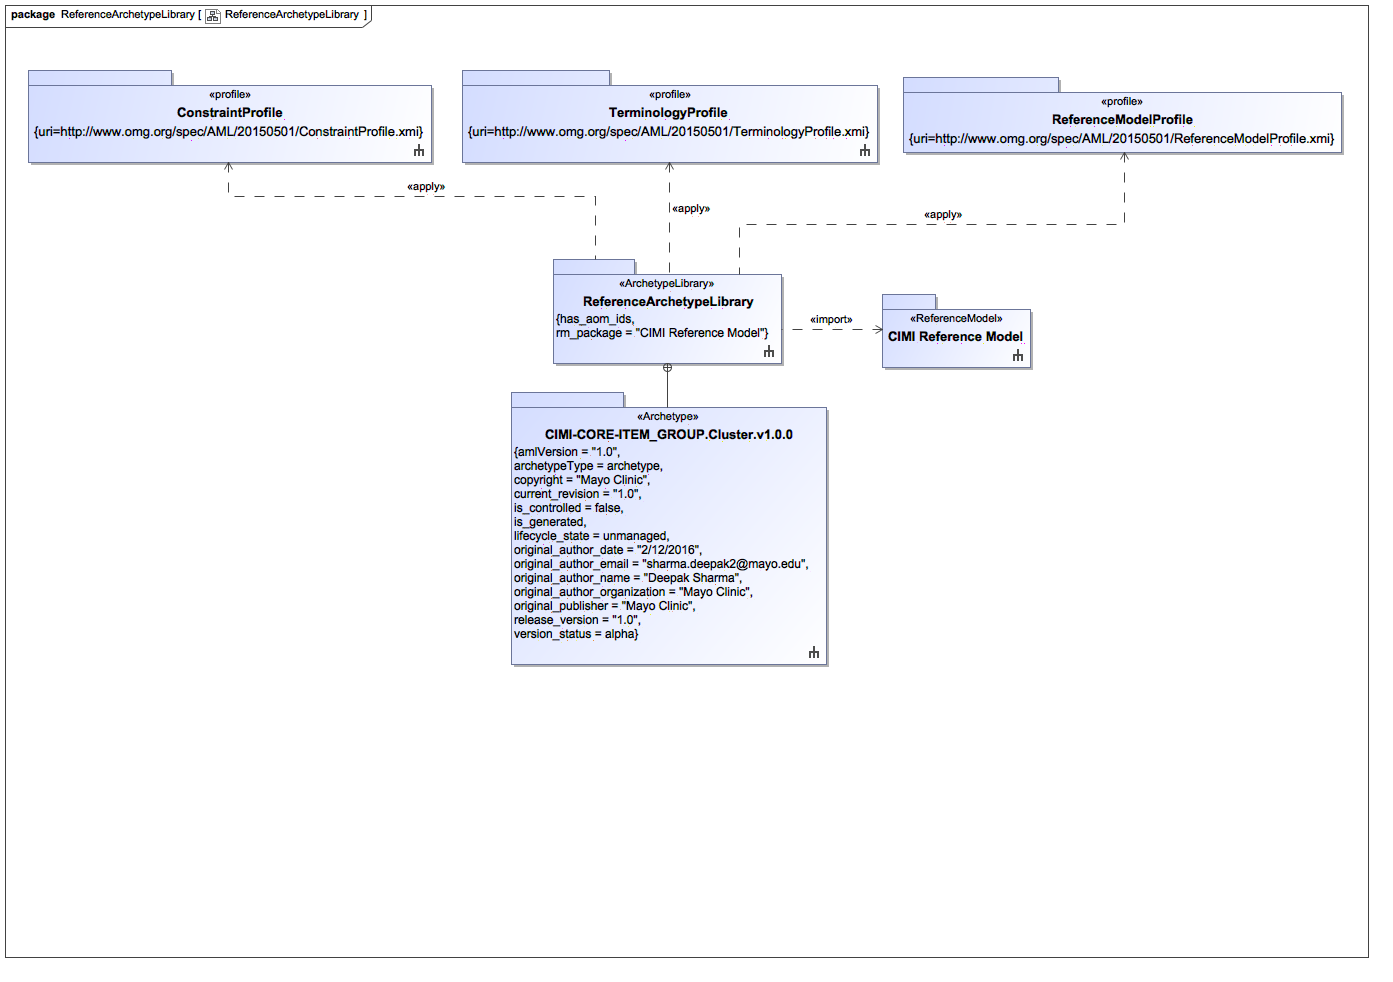 package ReferenceArchetypeLibrary [ ReferenceArchetypeLibrary ]
«profile»
ConstraintProfile
{uri=http://www.omg.org/spec/AML/20150501/ConstraintProfile.xmi}
«profile»
TerminologyProfile
{uri=http://www.omg.org/spec/AML/20150501/TerminologyProfile.xmi}
«profile»
ReferenceModelProfile
{uri=http://www.omg.org/spec/AML/20150501/ReferenceModelProfile.xmi}
«apply»
«apply»
«apply»
«ArchetypeLibrary»
ReferenceArchetypeLibrary
{has_aom_ids,
rm_package = "CIMI Reference Model"}
«import»
«ReferenceModel»
CIMI Reference Model
«Archetype»
CIMI-CORE-ITEM_GROUP.Cluster.v1.0.0
{amlVersion = "1.0",
archetypeType = archetype,
copyright = "Mayo Clinic",
current_revision = "1.0",
is_controlled = false,
is_generated,
lifecycle_state = unmanaged,
original_author_date = "2/12/2016",
original_author_email = "sharma.deepak2@mayo.edu",
original_author_name = "Deepak Sharma",
original_author_organization = "Mayo Clinic",
original_publisher = "Mayo Clinic",
release_version = "1.0",
version_status = alpha}